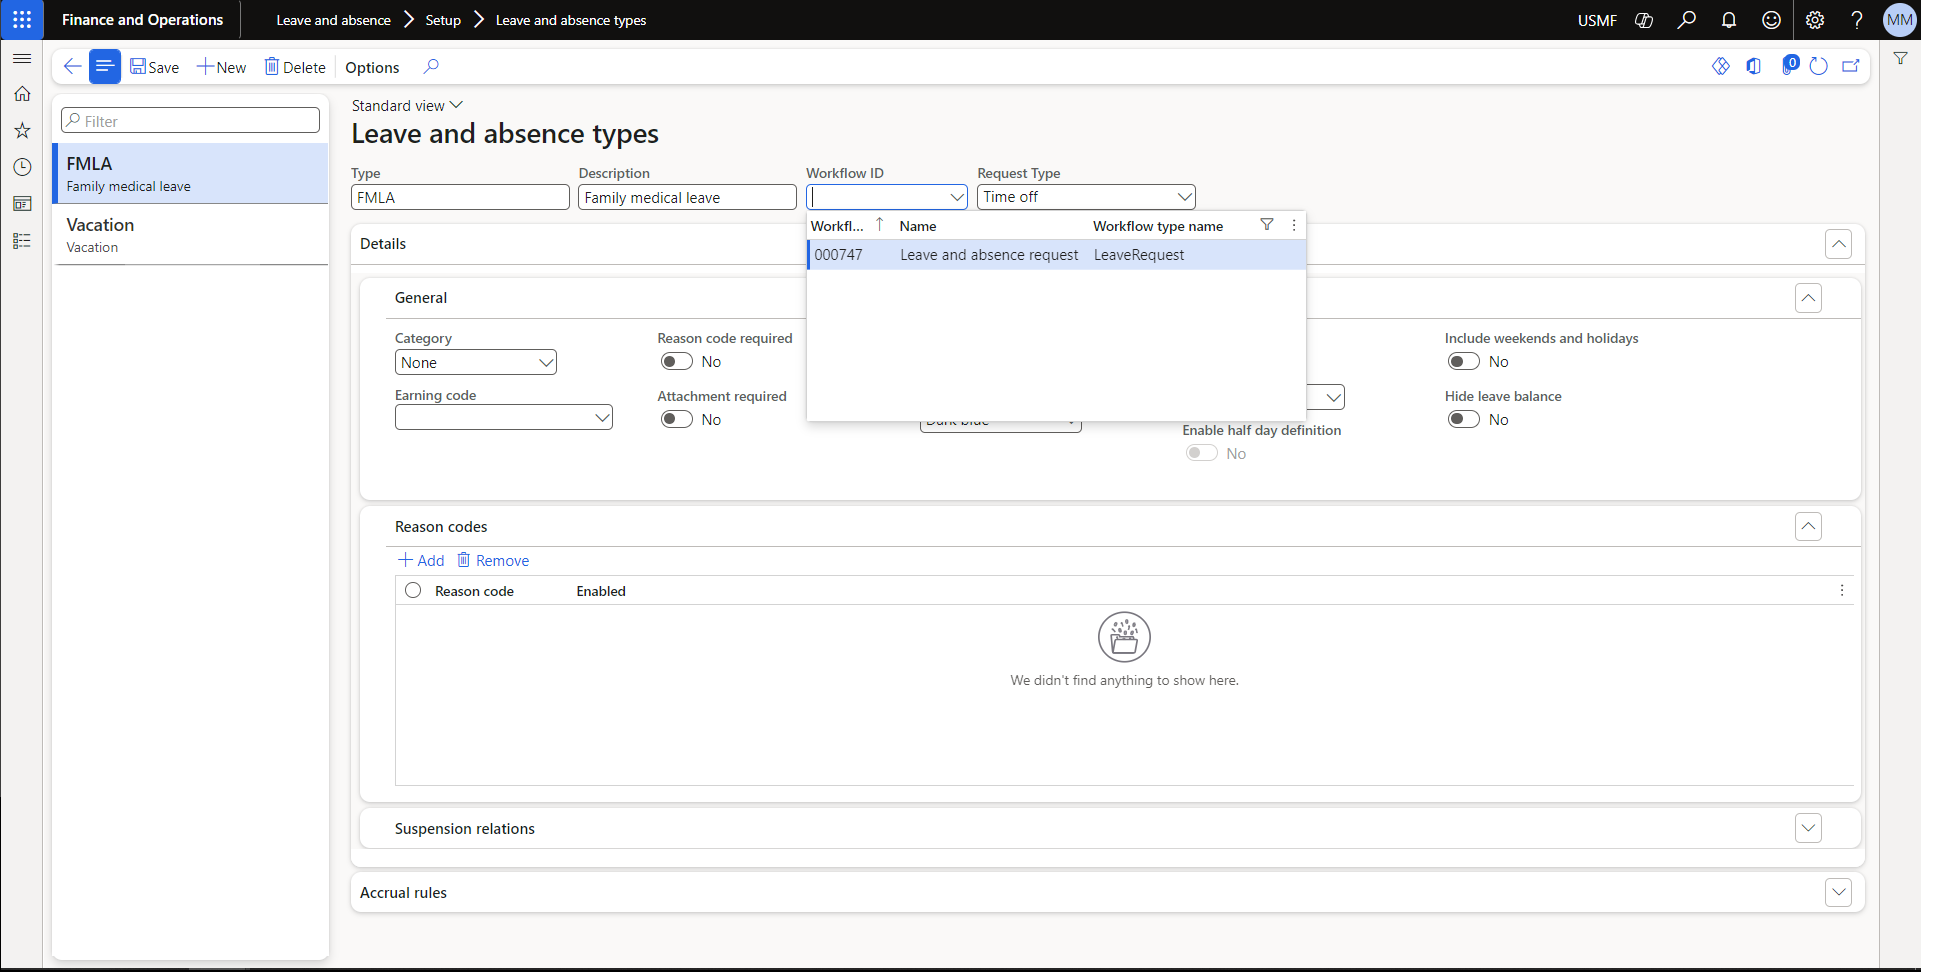 Finance and Operations
Leave and absence > Setup > Leave and absence types
USMF
MM
Save
New
Delete
Options
0
Filter
FMLA
Family medical leave
Vacation
Vacation
Standard view
Leave and absence types
Type
Description
Workflow ID
Request Type
FMLA
Family medical leave
Time off
Workfl...
Name
Workflow type name
000747
Leave and absence request
LeaveRequest
Details
General
Category
None
Earning code
Reason code required
No
Attachment required
No
Dark blue
Enable half day definition
No
Include weekends and holidays
No
Hide leave balance
No
Reason codes
Add
Remove
Reason code
Enabled
We didn't find anything to show here.
Suspension relations
Accrual rules